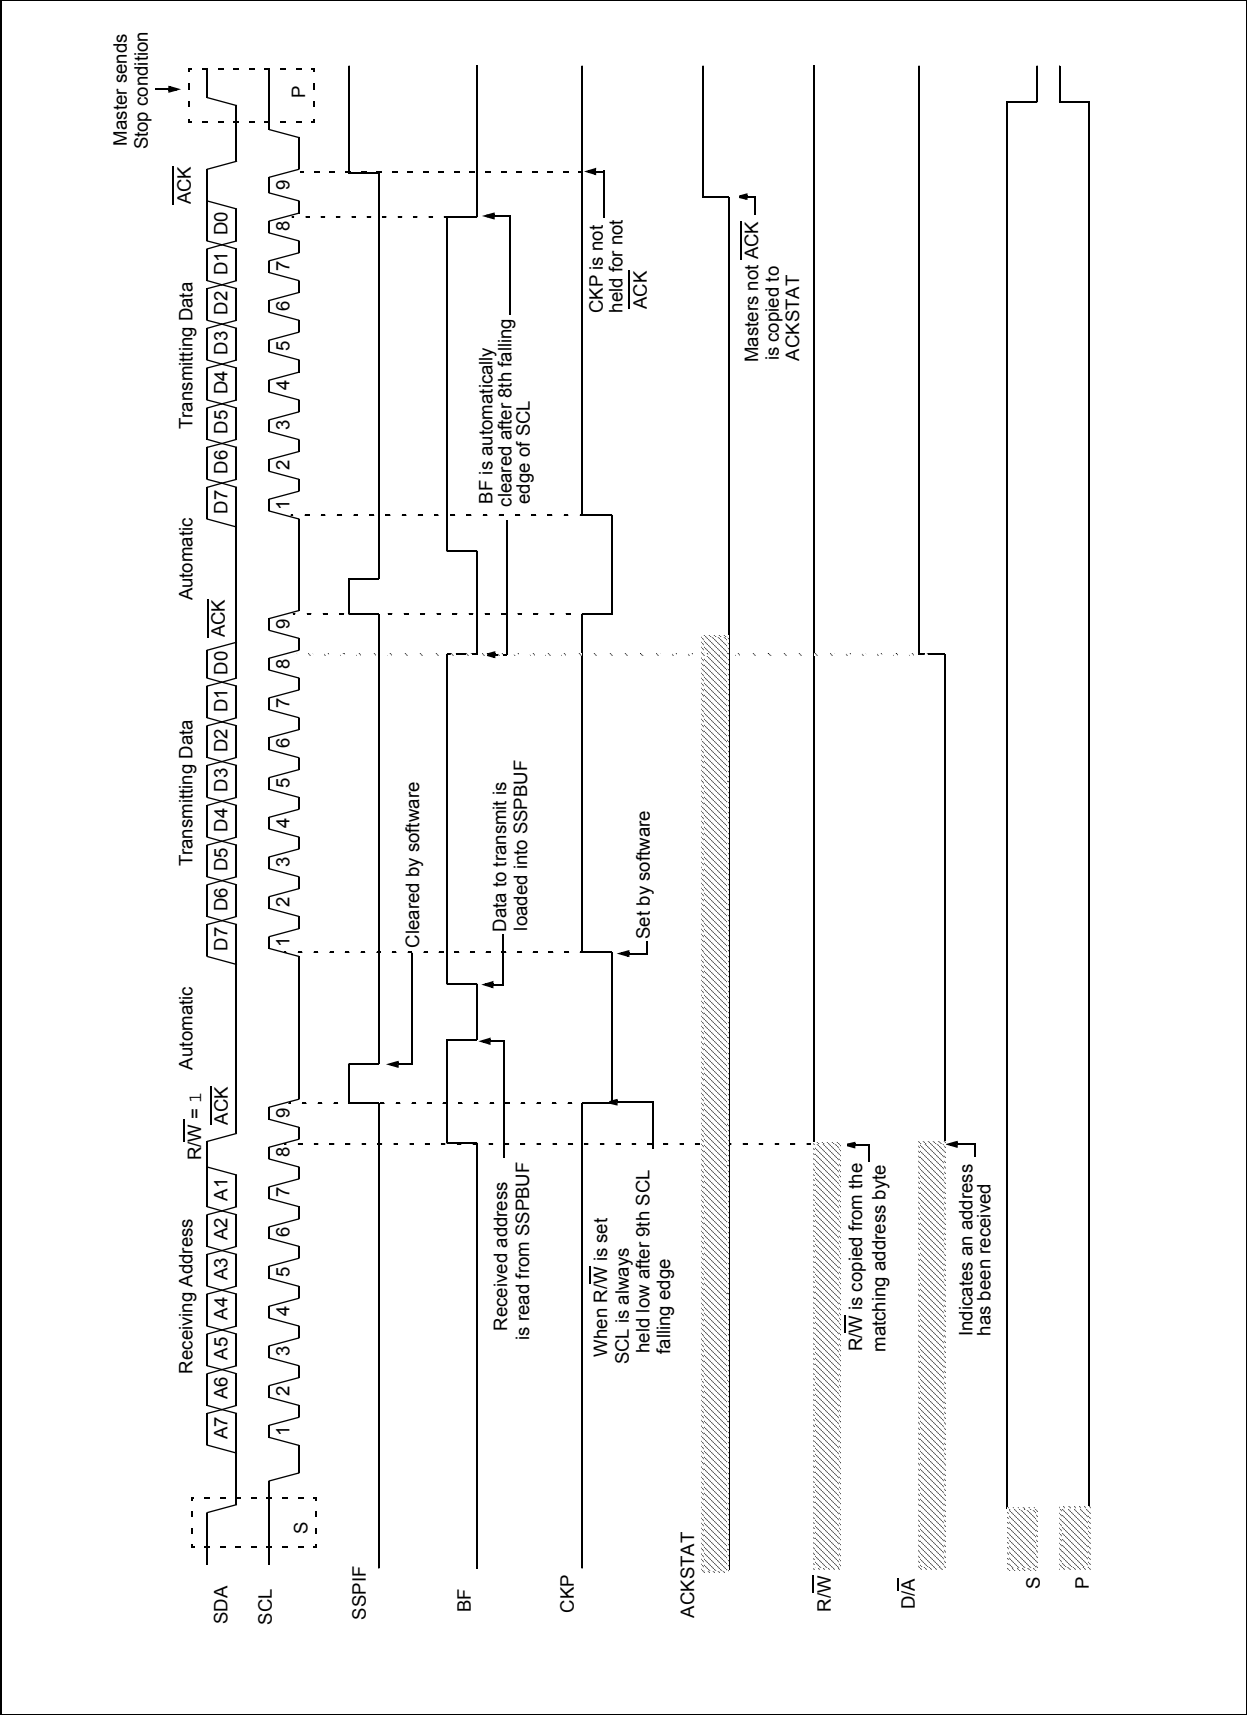 Master sends
Stop condition
Receiving Address
R/W = 1
ACK
Automatic
Transmitting Data
ACK
Automatic
Transmitting Data
ACK
SDA
A7 A6 A5 A4 A3 A2 A1
D7 D6 D5 D4 D3 D2 D1 D0
D7 D6 D5 D4 D3 D2 D1 D0
SCL
S
1 2 3 4 5 6 7 8 9
1 2 3 4 5 6 7 8 9
1 2 3 4 5 6 7 8 9
P
SSPIF
Cleared by software
BF
Received address
is read from SSPBUF
Data to transmit is
loaded into SSPBUF
BF is automatically
cleared after 8th falling
edge of SCL
CKP
When R/W is set
SCL is always
held low after 9th SCL
falling edge
Set by software
CKP is not
held for not
ACK
ACKSTAT
Masters not ACK
is copied to
ACKSTAT
R/W
R/W is copied from the
matching address byte
D/A
Indicates an address
has been received
S
P